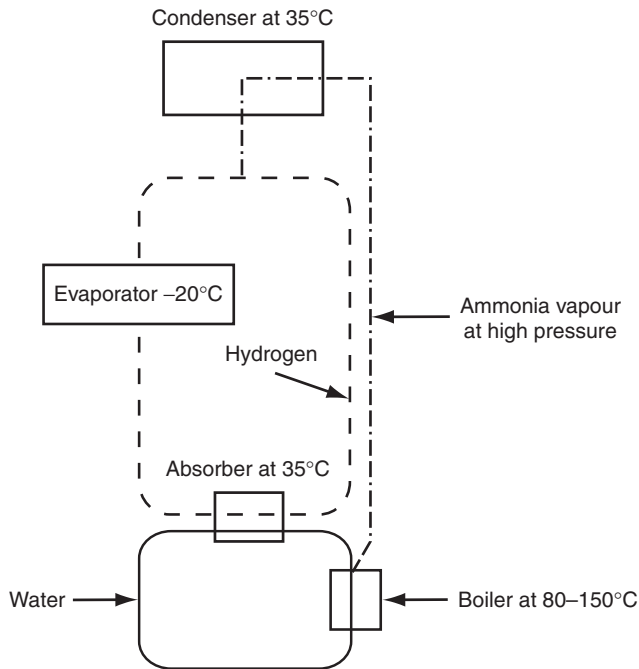 Condenser at 35°C
Evaporator –20°C
Ammonia vapour
at high pressure
Hydrogen
Absorber at 35°C
Water
Boiler at 80–150°C